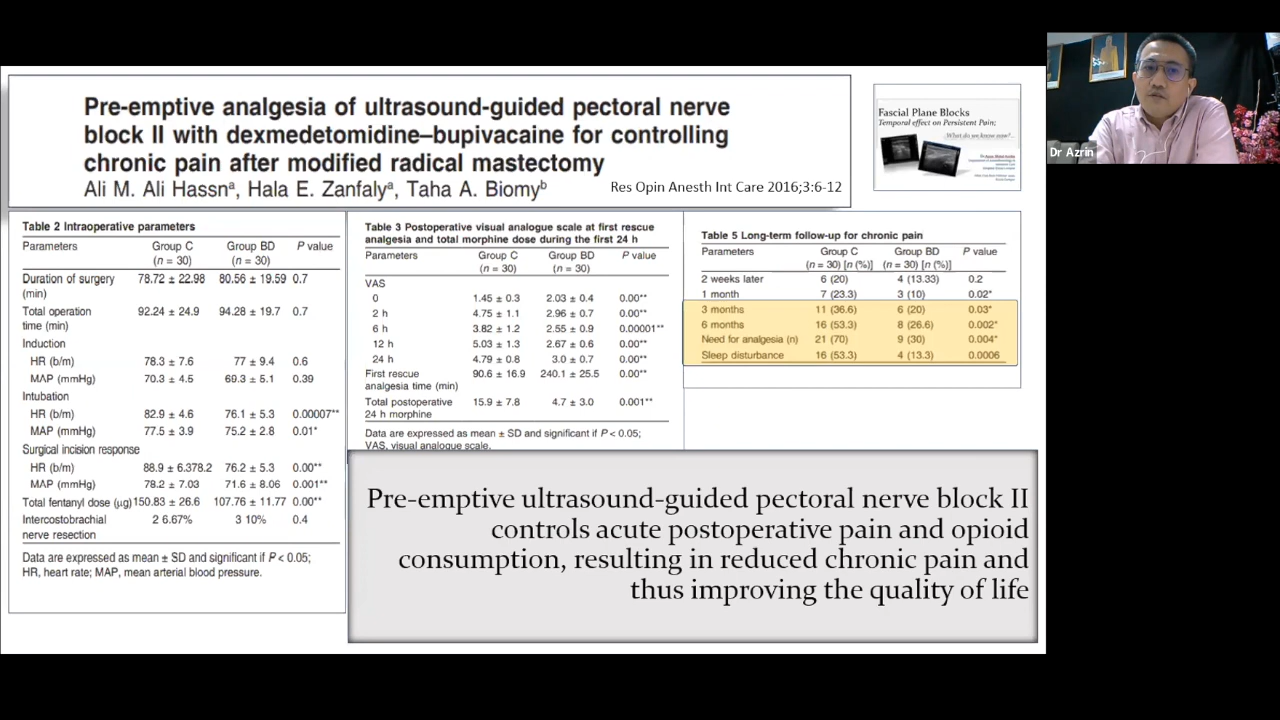 Pre-emptive analgesia of ultrasound-guided pectoral nerve
block II with dexmedetomidine–bupivacaine for controlling
chronic pain after modified radical mastectomy
Ali M. Ali Hassnᵃ, Hala E. Zanfalyᵃ, Taha A. Biomyᵇ
Res Opin Anesth Int Care 2016;3:6-12
Fascial Plane Blocks
Temporal effect on Persistent Pain;
What do we know now?...
Dr Azrin
Table 2 Intraoperative parameters
Parameters Group C Group BD P value
(n = 30) (n = 30)
Duration of surgery 78.72 ± 22.98 80.56 ± 19.59 0.7
(min)
Total operation 92.24 ± 24.9 94.28 ± 19.7 0.7
time (min)
Induction
HR (b/m) 78.3 ± 7.6 77 ± 9.4 0.6
MAP (mmHg) 70.3 ± 4.5 69.3 ± 5.1 0.39
Intubation
HR (b/m) 82.9 ± 4.6 76.1 ± 5.3 0.00007**
MAP (mmHg) 77.5 ± 3.9 75.2 ± 2.8 0.01*
Surgical incision response
HR (b/m) 88.9 ± 6.378.2 76.2 ± 5.3 0.00**
MAP (mmHg) 78.2 ± 7.03 71.6 ± 8.06 0.001**
Total fentanyl dose (μg) 150.83 ± 26.6 107.76 ± 11.77 0.00**
Intercostobrachial 2 6.67% 3 10% 0.4
nerve resection
Data are expressed as mean ± SD and significant if P < 0.05;
HR, heart rate; MAP, mean arterial blood pressure.
Table 3 Postoperative visual analogue scale at first rescue
analgesia and total morphine dose during the first 24 h
Parameters Group C Group BD P value
(n = 30) (n = 30)
VAS
0 1.45 ± 0.3 2.03 ± 0.4 0.00**
2 h 4.75 ± 1.1 2.96 ± 0.7 0.00**
6 h 3.82 ± 1.2 2.55 ± 0.9 0.00001**
12 h 5.03 ± 1.3 2.67 ± 0.6 0.00**
24 h 4.79 ± 0.8 3.0 ± 0.7 0.00**
First rescue 90.6 ± 16.9 240.1 ± 25.5 0.00**
analgesia time (min)
Total postoperative 15.9 ± 7.8 4.7 ± 3.0 0.001**
24 h morphine
Data are expressed as mean ± SD and significant if P < 0.05;
VAS, visual analogue scale.
Table 5 Long-term follow-up for chronic pain
Parameters Group C Group BD P value
(n = 30) [n (%)] (n = 30) [n (%)]
2 weeks later 6 (20) 4 (13.33) 0.2
1 month 7 (23.3) 3 (10) 0.02*
3 months 11 (36.6) 6 (20) 0.03*
6 months 16 (53.3) 8 (26.6) 0.002*
Need for analgesia (n) 21 (70) 9 (30) 0.004*
Sleep disturbance 16 (53.3) 4 (13.3) 0.0006
Pre-emptive ultrasound-guided pectoral nerve block II
controls acute postoperative pain and opioid
consumption, resulting in reduced chronic pain and
thus improving the quality of life